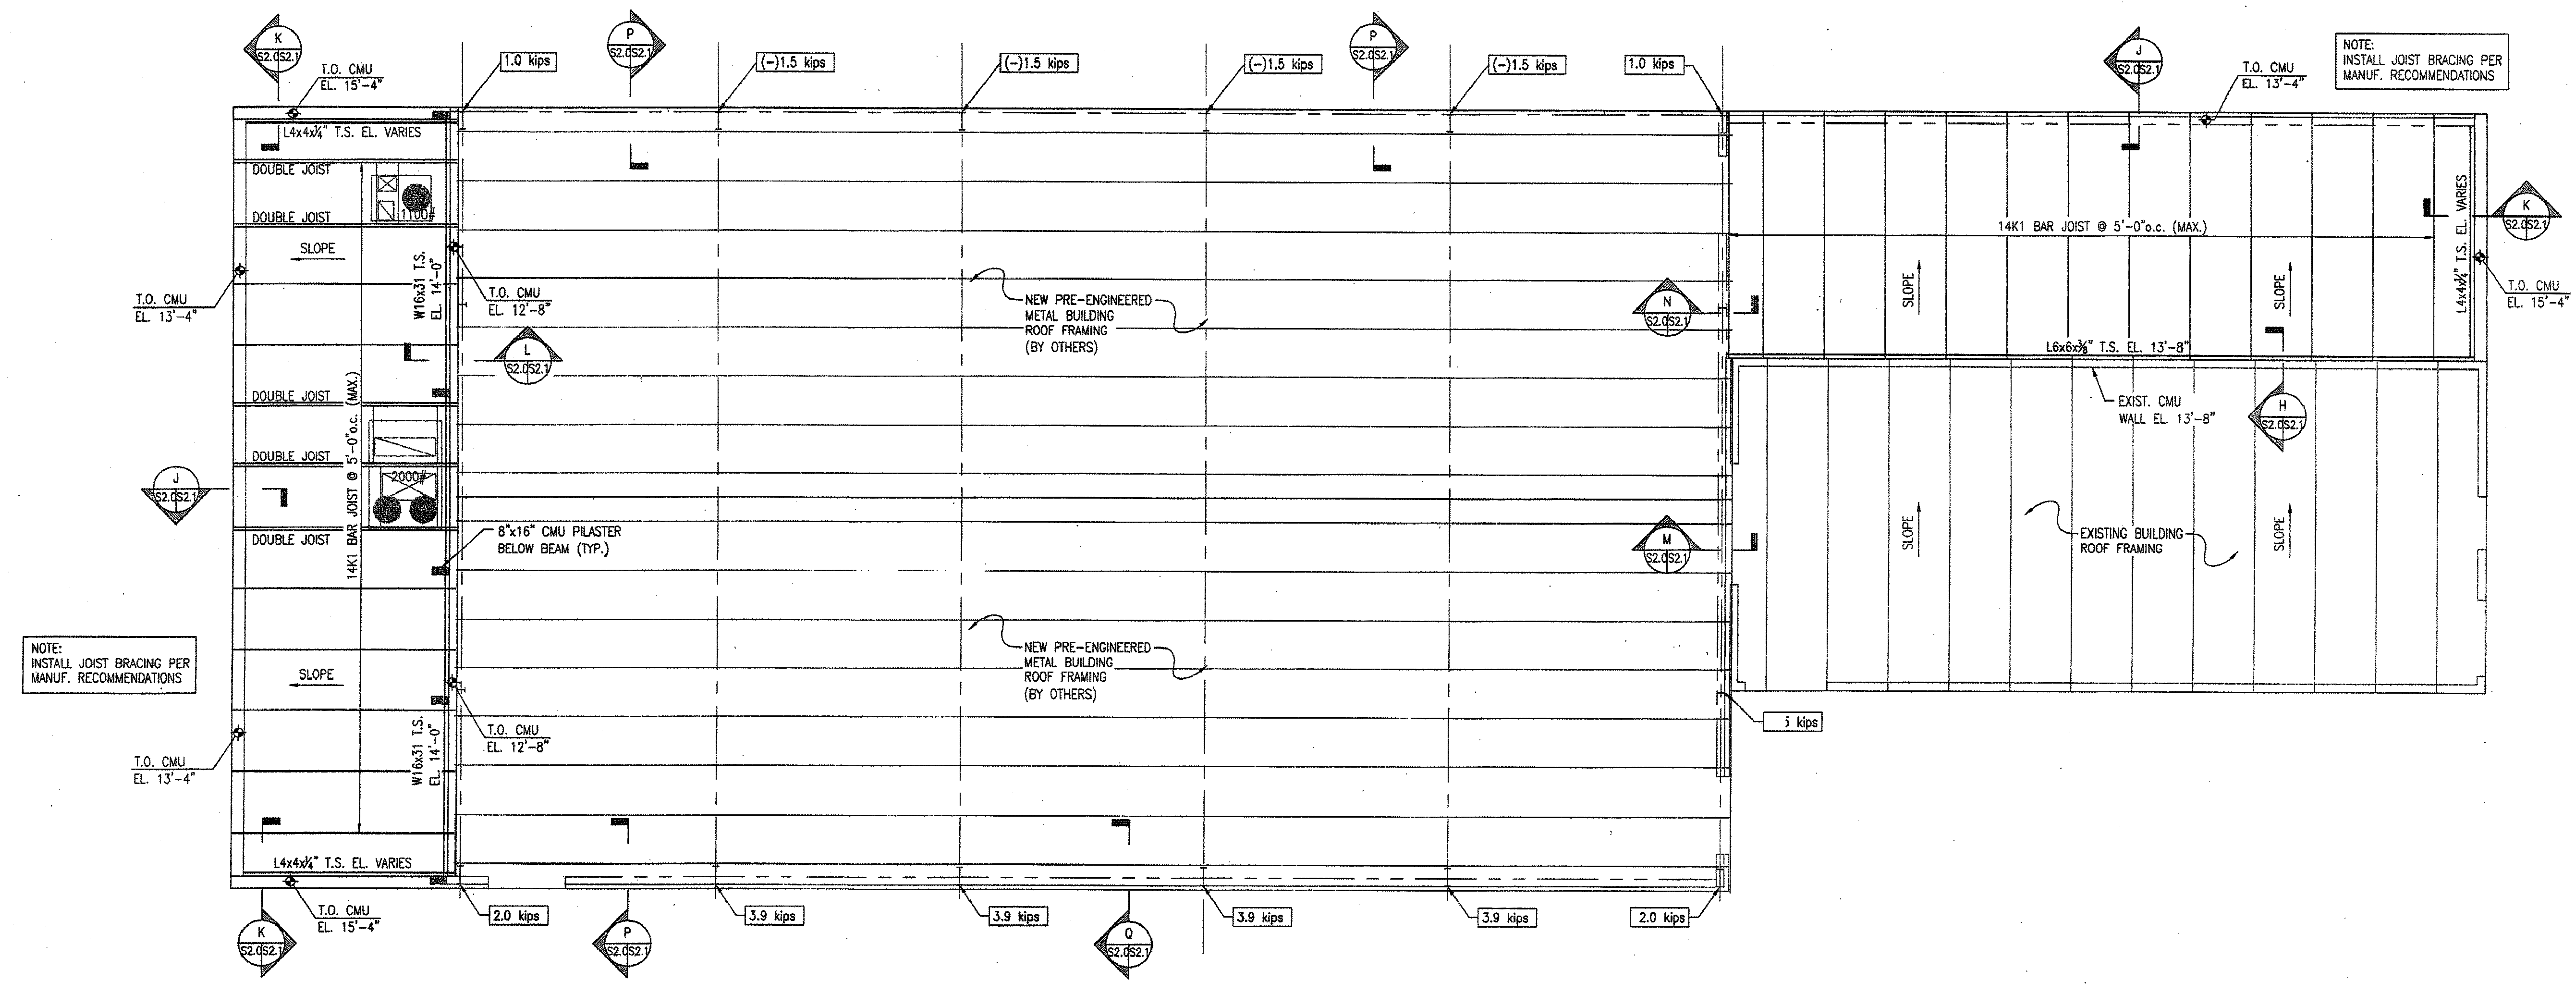 K
S2.0 S2.1
P
S2.0 S2.1
P
S2.0 S2.1
J
S2.0 S2.1
NOTE:
INSTALL JOIST BRACING PER
MANUF. RECOMMENDATIONS
T.O. CMU
EL. 15'-4"
1.0 kips
(-)1.5 kips
(-)1.5 kips
(-)1.5 kips
(-)1.5 kips
1.0 kips
T.O. CMU
EL. 13'-4"
L4x4x¼" T.S. EL. VARIES
DOUBLE JOIST
1100#
DOUBLE JOIST
SLOPE
W16x31 T.S.
EL. 14'-0"
T.O. CMU
EL. 13'-4"
T.O. CMU
EL. 12'-8"
L
S2.0 S2.1
NEW PRE-ENGINEERED
METAL BUILDING
ROOF FRAMING
(BY OTHERS)
N
S2.0 S2.1
14K1 BAR JOIST @ 5'-0"o.c. (MAX.)
SLOPE
SLOPE
L4x4x¼" T.S. EL. VARIES
K
S2.0 S2.1
T.O. CMU
EL. 15'-4"
L6x6x⅜" T.S. EL. 13'-8"
EXIST. CMU
WALL EL. 13'-8"
H
S2.0 S2.1
DOUBLE JOIST
DOUBLE JOIST
2000#
DOUBLE JOIST
14K1 BAR JOIST @ 5'-0"o.c. (MAX.)
J
S2.0 S2.1
8"x16" CMU PILASTER
BELOW BEAM (TYP.)
M
S2.0 S2.1
SLOPE
SLOPE
EXISTING BUILDING
ROOF FRAMING
NOTE:
INSTALL JOIST BRACING PER
MANUF. RECOMMENDATIONS
SLOPE
NEW PRE-ENGINEERED
METAL BUILDING
ROOF FRAMING
(BY OTHERS)
kips
T.O. CMU
EL. 12'-8"
W16x31 T.S.
EL. 14'-0"
T.O. CMU
EL. 13'-4"
L4x4x¼" T.S. EL. VARIES
T.O. CMU
EL. 15'-4"
2.0 kips
3.9 kips
3.9 kips
3.9 kips
3.9 kips
2.0 kips
K
S2.0 S2.1
P
S2.0 S2.1
Q
S2.0 S2.1